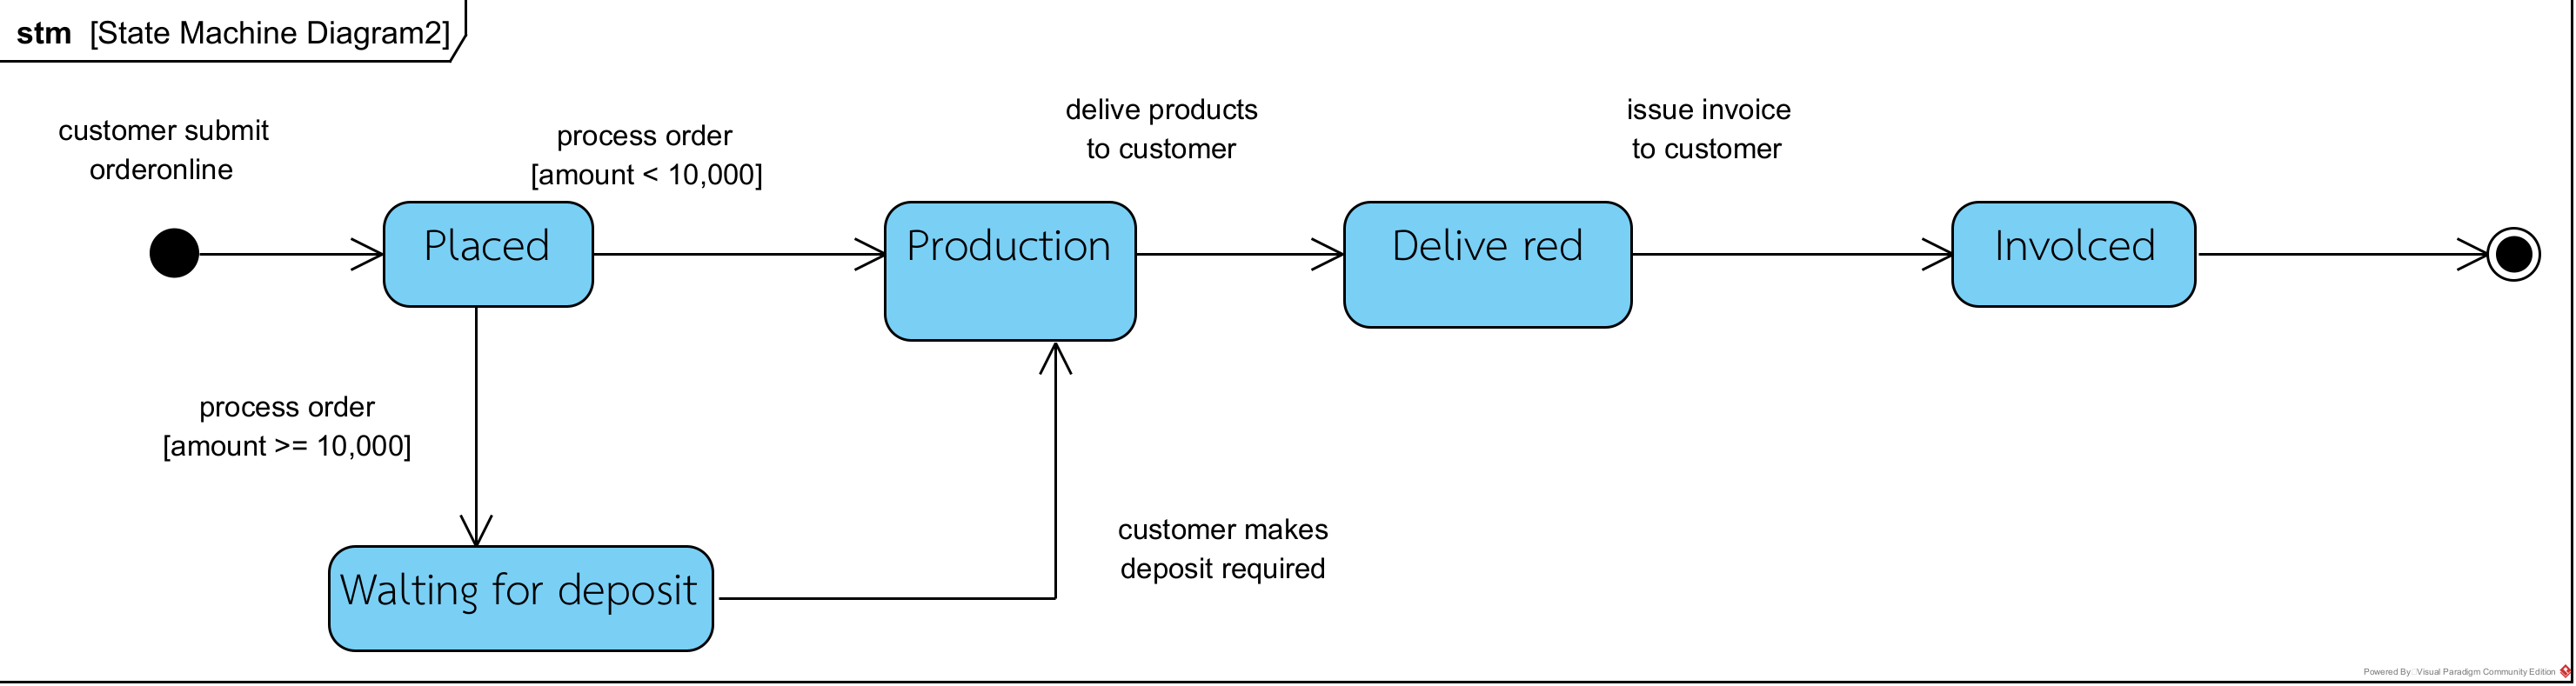 stm [State Machine Diagram2]
customer submit
orderonline
process order
[amount < 10,000]
delive products
to customer
issue invoice
to customer
Placed
Production
Delive red
Involced
process order
[amount >= 10,000]
customer makes
deposit required
Walting for deposit
Powered By Visual Paradigm Community Edition